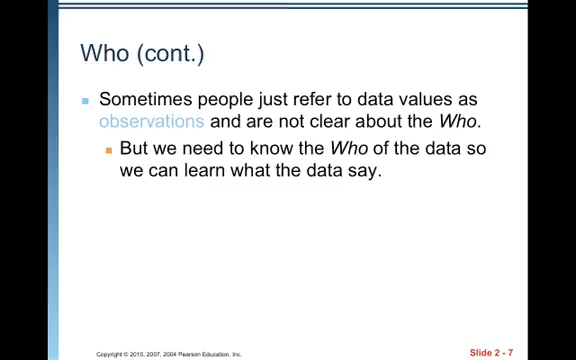 Who (cont.)
Sometimes people just refer to data values as
observations and are not clear about the Who.
But we need to know the Who of the data so
we can learn what the data say.
Copyright © 2010, 2007, 2004 Pearson Education, Inc.
Slide 2 - 7